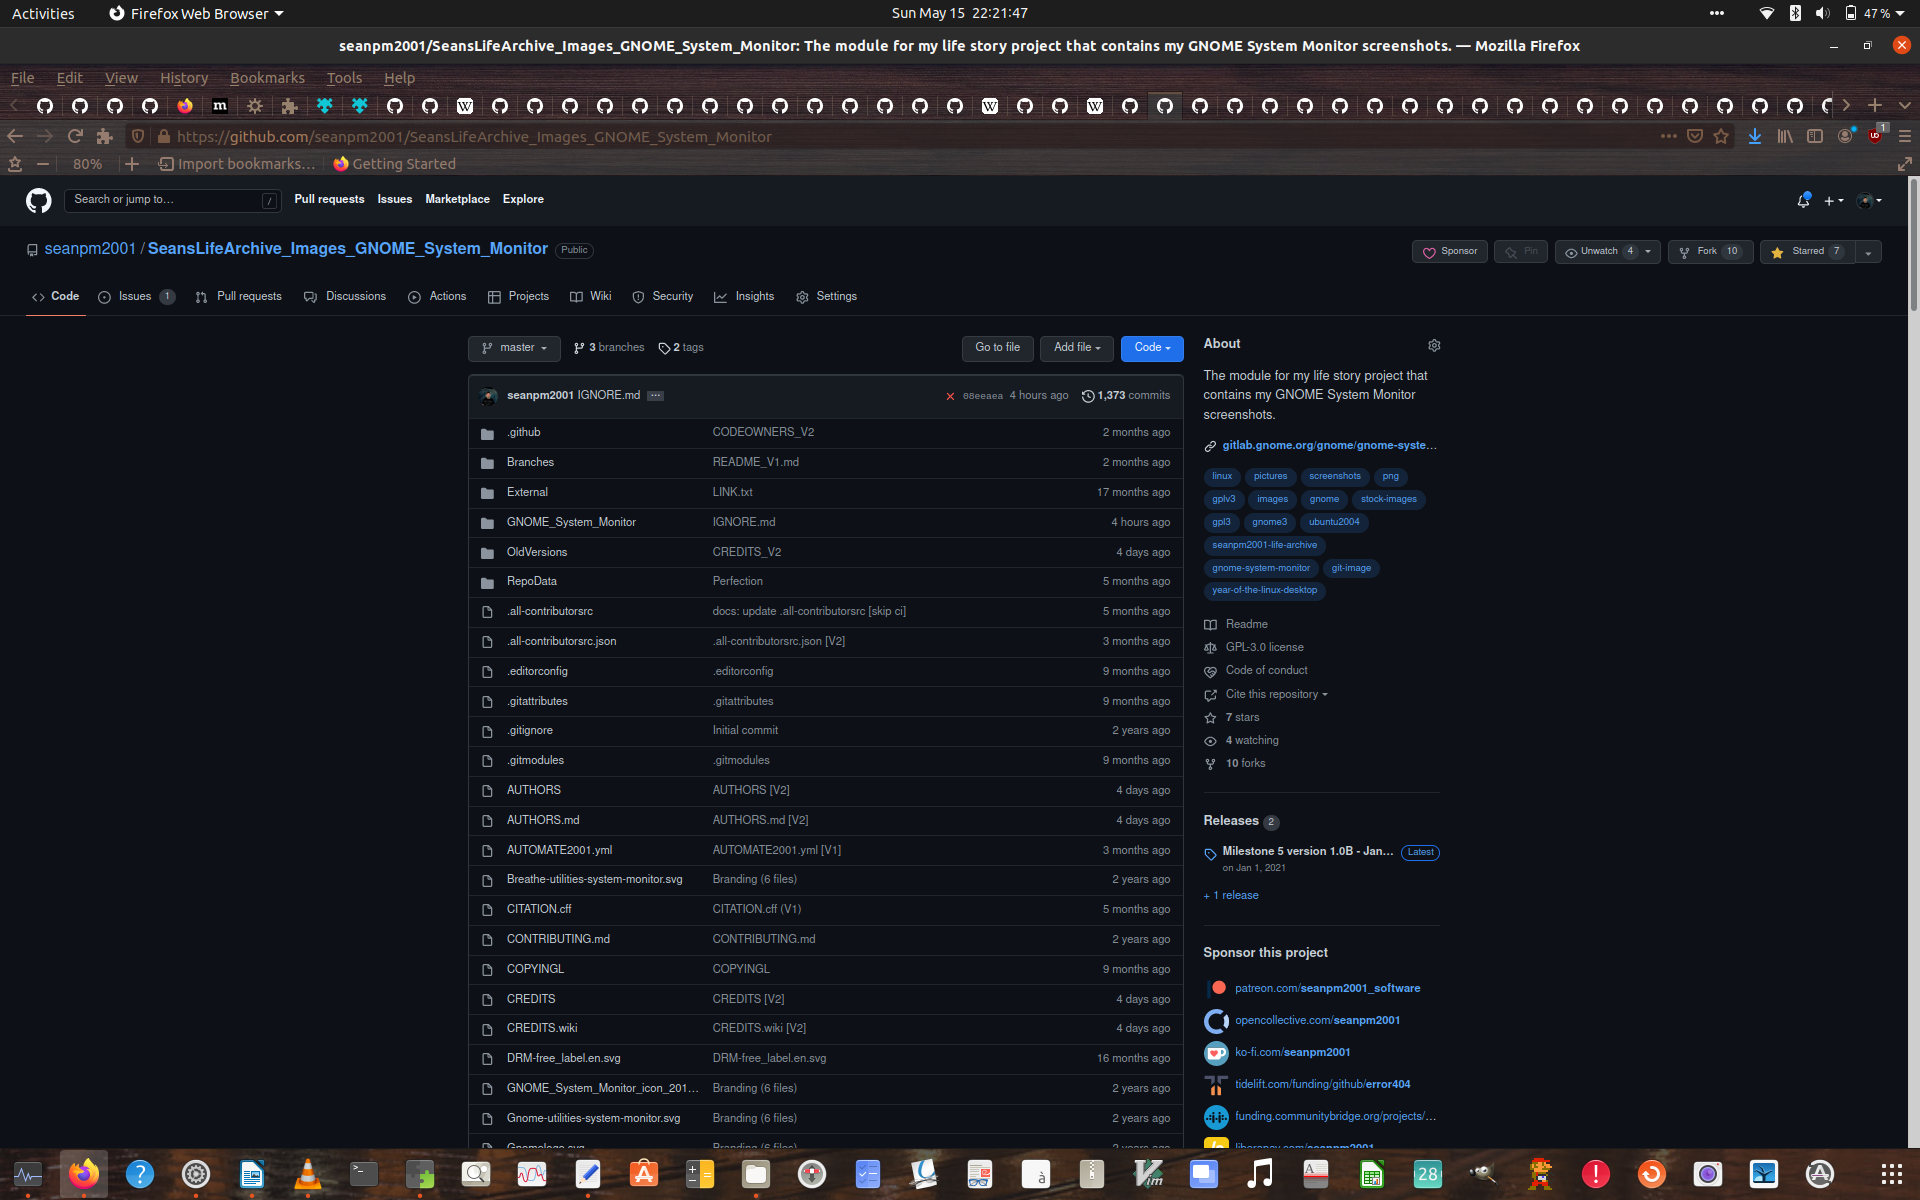 Activities Firefox Web Browser Sun May 15 22:21:47 47 %
seanpm2001/SeansLifeArchive_Images_GNOME_System_Monitor: The module for my life story project that contains my GNOME System Monitor screenshots. — Mozilla Firefox
File Edit View History Bookmarks Tools Help
https://github.com/seanpm2001/SeansLifeArchive_Images_GNOME_System_Monitor 1
80% Import bookmarks... Getting Started
Search or jump to... / Pull requests Issues Marketplace Explore
seanpm2001 / SeansLifeArchive_Images_GNOME_System_Monitor Public
Sponsor Pin Unwatch 4 Fork 10 Starred 7
Code Issues 1 Pull requests Discussions Actions Projects Wiki Security Insights Settings
master 3 branches 2 tags Go to file Add file Code
seanpm2001 IGNORE.md ... 08eeaea 4 hours ago 1,373 commits
.github CODEOWNERS_V2 2 months ago
Branches README_V1.md 2 months ago
External LINK.txt 17 months ago
GNOME_System_Monitor IGNORE.md 4 hours ago
OldVersions CREDITS_V2 4 days ago
RepoData Perfection 5 months ago
.all-contributorsrc docs: update .all-contributorsrc [skip ci] 5 months ago
.all-contributorsrc.json .all-contributorsrc.json [V2] 3 months ago
.editorconfig .editorconfig 9 months ago
.gitattributes .gitattributes 9 months ago
.gitignore Initial commit 2 years ago
.gitmodules .gitmodules 9 months ago
AUTHORS AUTHORS [V2] 4 days ago
AUTHORS.md AUTHORS.md [V2] 4 days ago
AUTOMATE2001.yml AUTOMATE2001.yml [V1] 3 months ago
Breathe-utilities-system-monitor.svg Branding (6 files) 2 years ago
CITATION.cff CITATION.cff (V1) 5 months ago
CONTRIBUTING.md CONTRIBUTING.md 2 years ago
COPYINGL COPYINGL 9 months ago
CREDITS CREDITS [V2] 4 days ago
CREDITS.wiki CREDITS.wiki [V2] 4 days ago
DRM-free_label.en.svg DRM-free_label.en.svg 16 months ago
GNOME_System_Monitor_icon_201... Branding (6 files) 2 years ago
Gnome-utilities-system-monitor.svg Branding (6 files) 2 years ago
Gnomelogo.svg Branding (6 files) 2 years ago
About
The module for my life story project that
contains my GNOME System Monitor
screenshots.
gitlab.gnome.org/gnome/gnome-syste...
linux pictures screenshots png
gplv3 images gnome stock-images
gpl3 gnome3 ubuntu2004
seanpm2001-life-archive
gnome-system-monitor git-image
year-of-the-linux-desktop
Readme
GPL-3.0 license
Code of conduct
Cite this repository
7 stars
4 watching
10 forks
Releases 2
Milestone 5 version 1.0B - Jan... Latest
on Jan 1, 2021
+ 1 release
Sponsor this project
patreon.com/seanpm2001_software
opencollective.com/seanpm2001
ko-fi.com/seanpm2001
tidelift.com/funding/github/error404
funding.communitybridge.org/projects/...
liberapay.com/seanpm2001
28